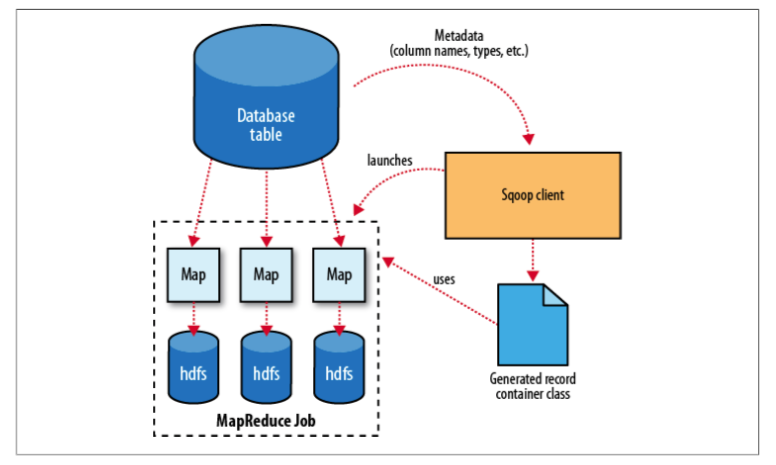 Metadata
(column names, types, etc.)
Database
table
launches
Sqoop client
Map
Map
Map
uses
hdfs
hdfs
hdfs
Generated record
container class
MapReduce Job